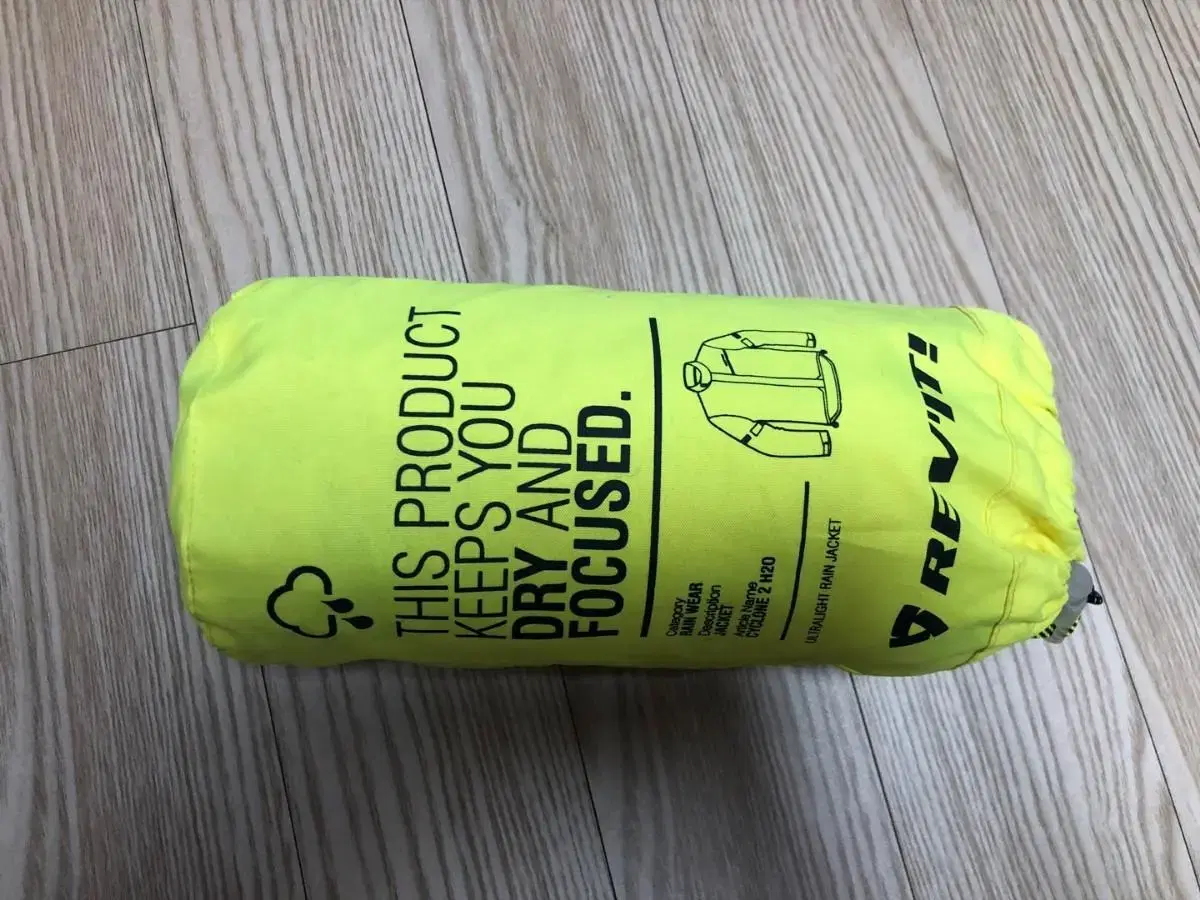 THIS PRODUCT
KEEPS YOU
DRY AND
FOCUSED.
Category
RAIN WEAR
Description
JACKET
Article Name
CYCLONE 2 H2O
ULTRALIGHT RAIN JACKET
REV'IT!